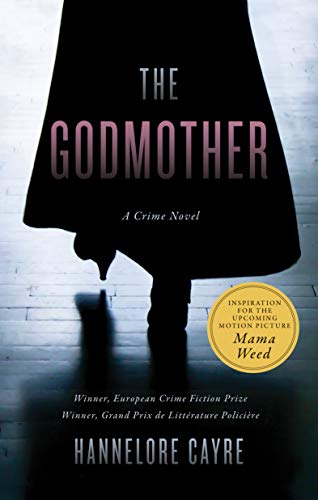 THE
GODMOTHER
A Crime Novel
INSPIRATION
FOR THE
UPCOMING
MOTION PICTURE
Mama
Weed
Winner, European Crime Fiction Prize
Winner, Grand Prix de Littérature Policière
HANNELORE CAYRE